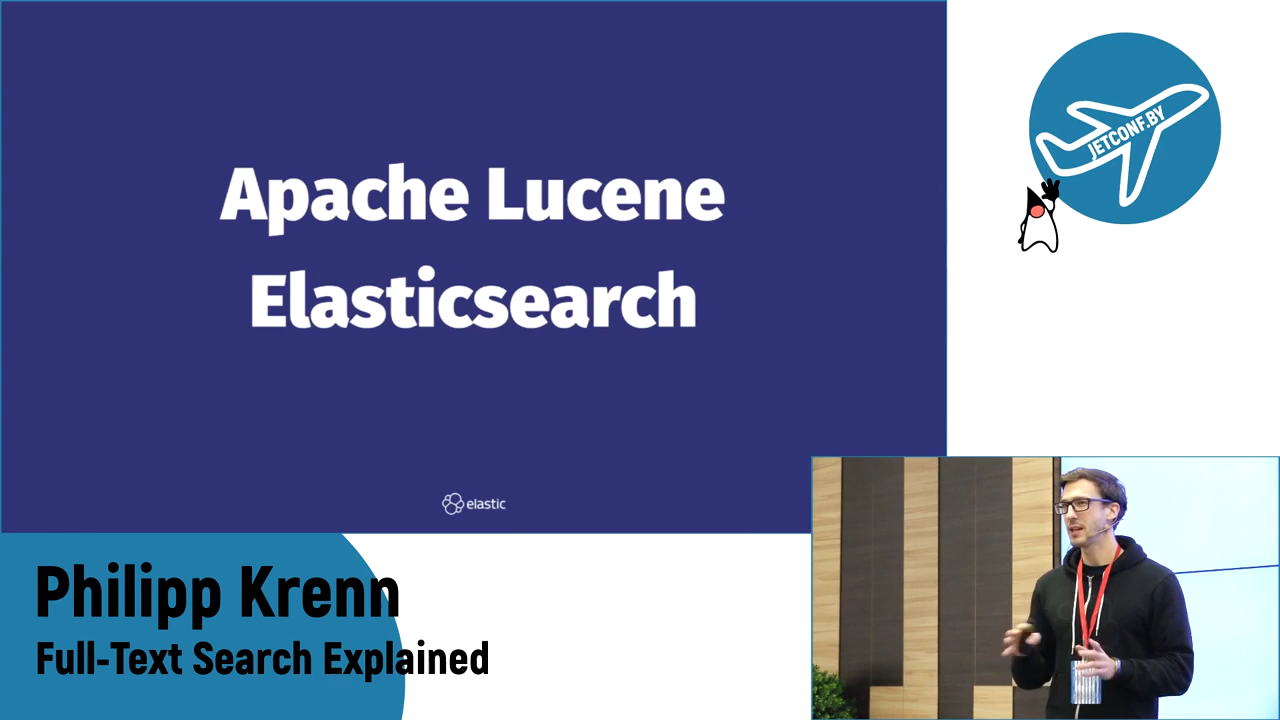 Apache Lucene
Elasticsearch
elastic
JETCONF.BY
Philipp Krenn
Full-Text Search Explained